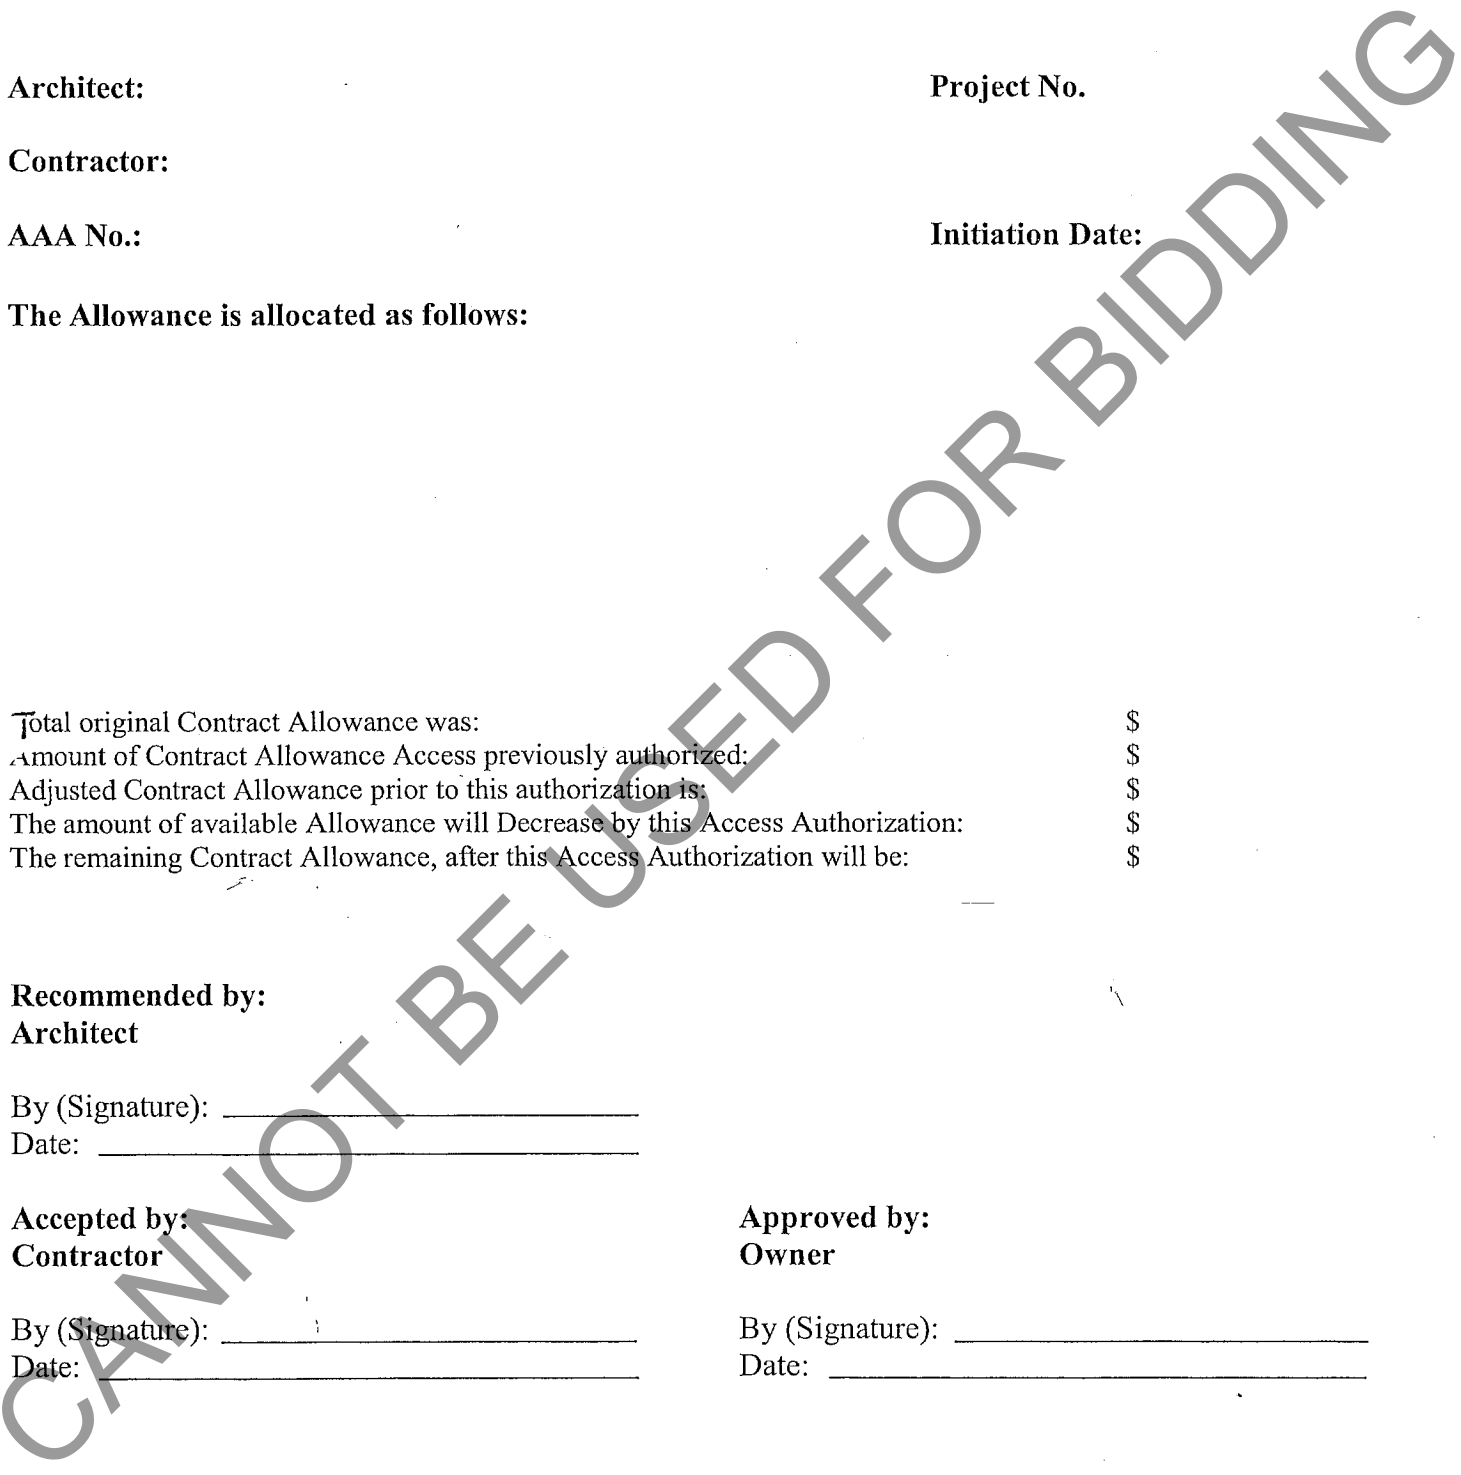 Architect: Project No.
Contractor:
AAA No.: Initiation Date:
The Allowance is allocated as follows:
Total original Contract Allowance was: $
Amount of Contract Allowance Access previously authorized: $
Adjusted Contract Allowance prior to this authorization is: $
The amount of available Allowance will Decrease by this Access Authorization: $
The remaining Contract Allowance, after this Access Authorization will be: $
Recommended by:
Architect
By (Signature):
Date:
Accepted by: Approved by:
Contractor Owner
By (Signature): By (Signature):
Date: Date:
CANNOT BE USED FOR BIDDING